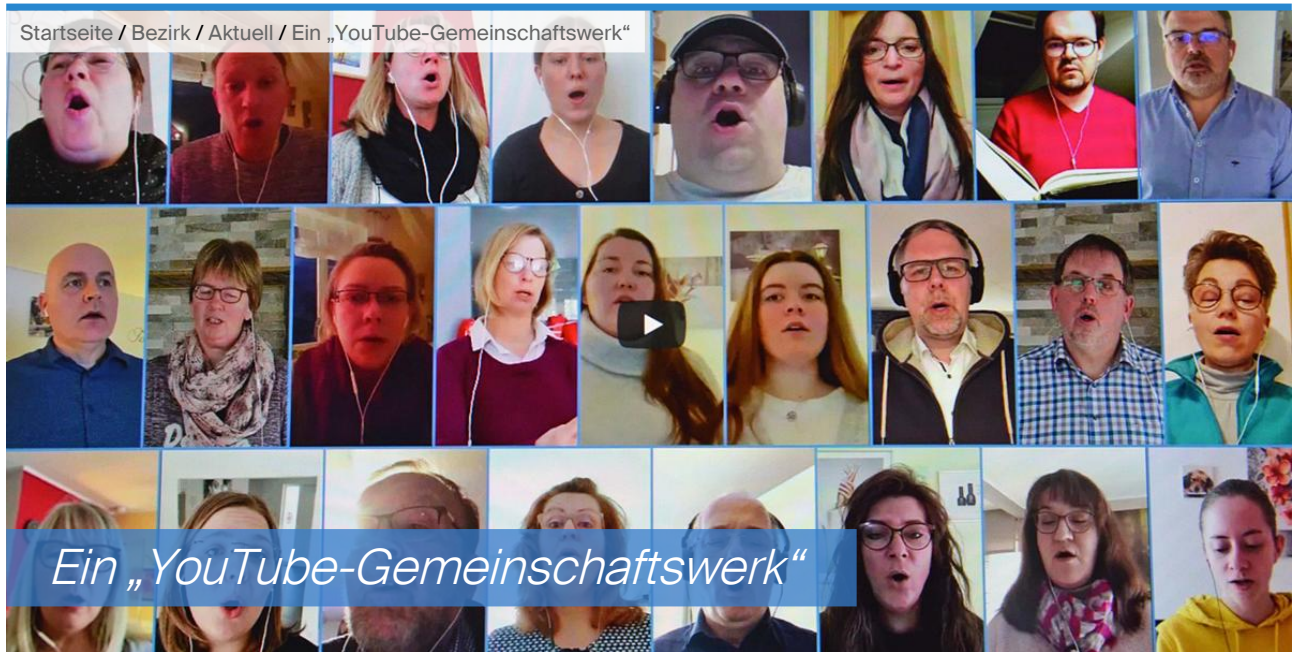 Startseite / Bezirk / Aktuell / Ein „YouTube-Gemeinschaftswerk“
Ein „YouTube-Gemeinschaftswerk“